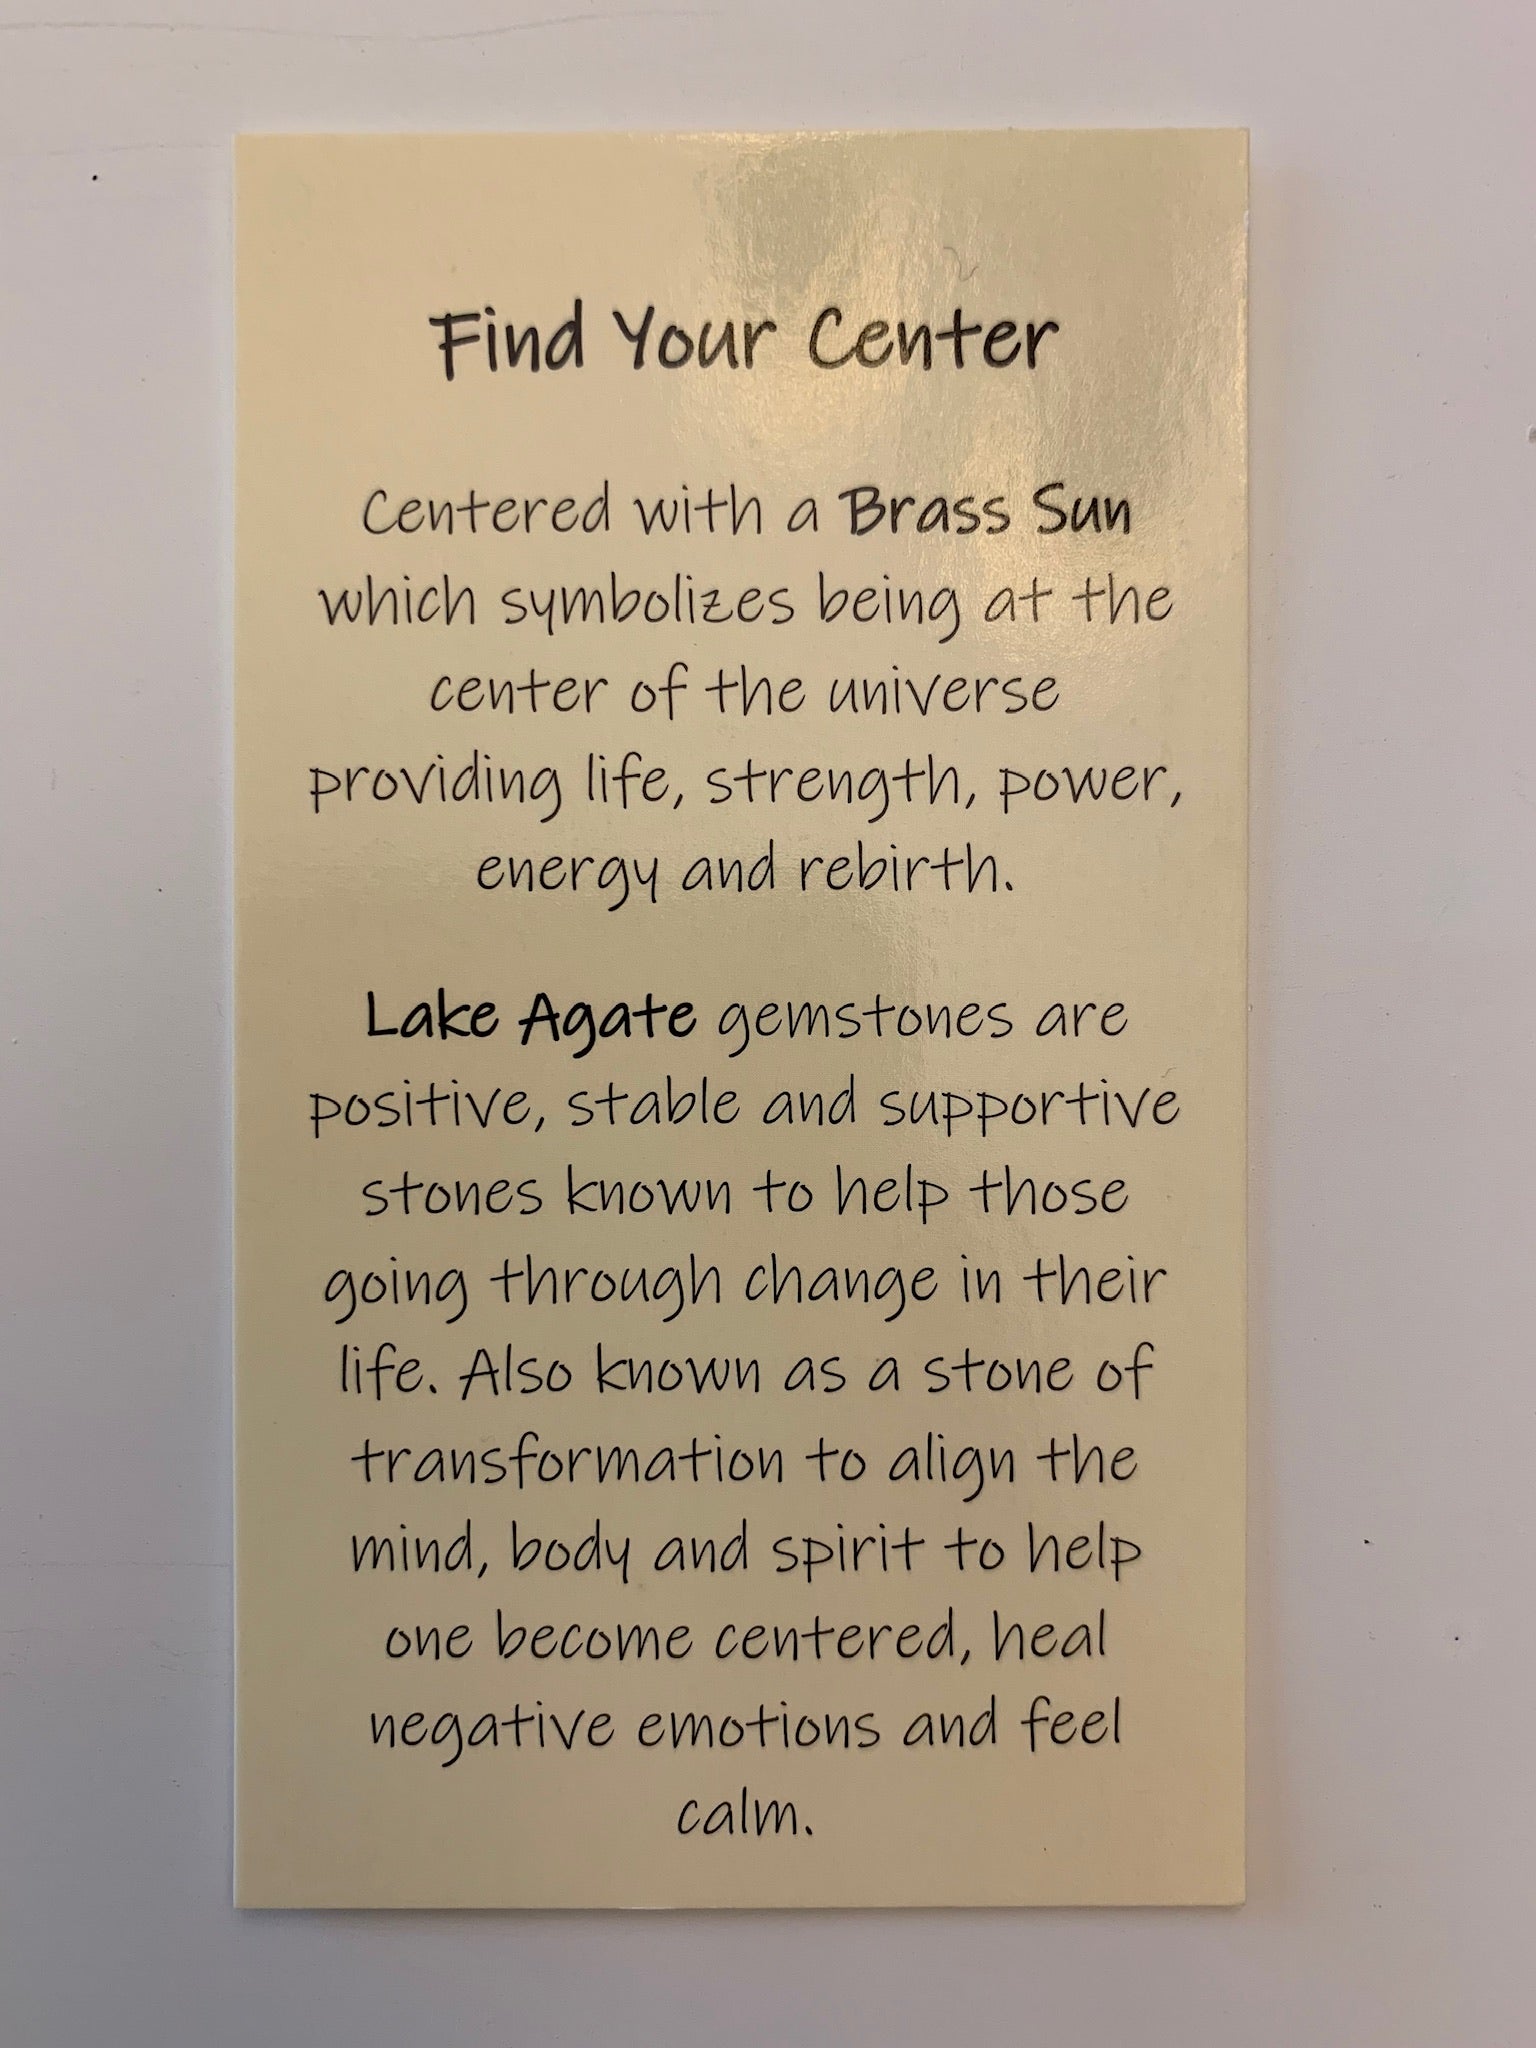 Find Your Center
Centered with a Brass Sun
which symbolizes being at the
center of the universe
providing life, strength, power,
energy and rebirth.
Lake Agate gemstones are
positive, stable and supportive
stones known to help those
going through change in their
life. Also known as a stone of
transformation to align the
mind, body and spirit to help
one become centered, heal
negative emotions and feel
calm.